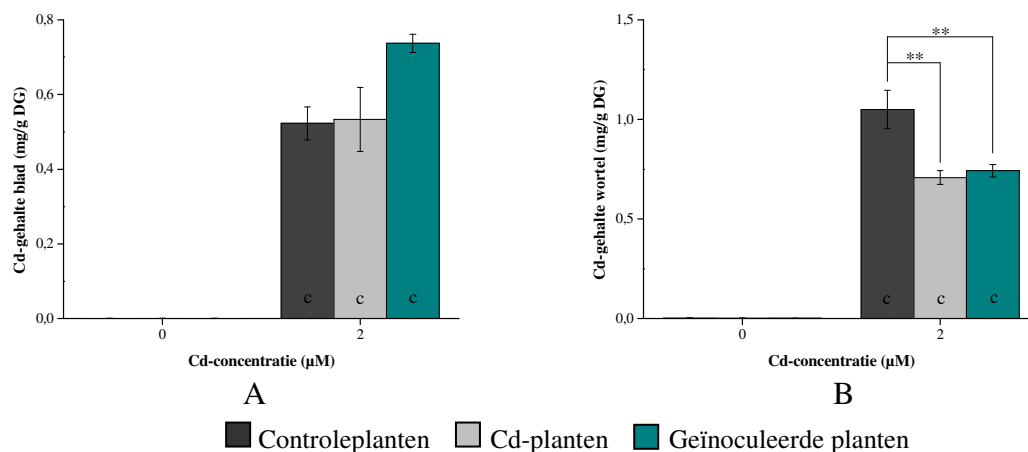 0,8
0,6
0,4
0,2
0,0
Cd-gehalte blad (mg/g DG)
c c c
0 2
Cd-concentratie (µM)
A
1,5
1,0
0,5
0,0
Cd-gehalte wortel (mg/g DG)
**
**
c c c
0 2
Cd-concentratie (µM)
B
Controleplanten Cd-planten Geïnoculeerde planten